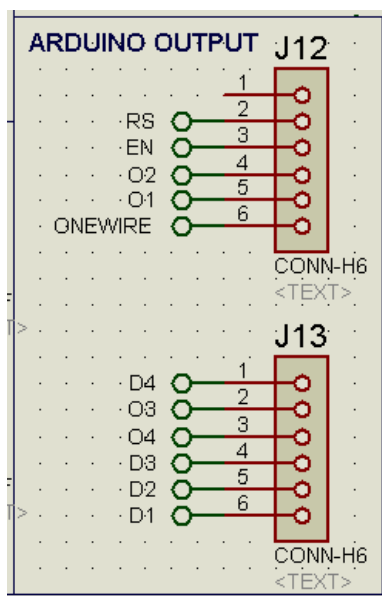 ARDUINO OUTPUT
J12
1
RS 2
EN 3
O2 4
O1 5
ONEWIRE 6
CONN-H6
<TEXT>
J13
D4 1
O3 2
O4 3
D3 4
D2 5
D1 6
CONN-H6
<TEXT>